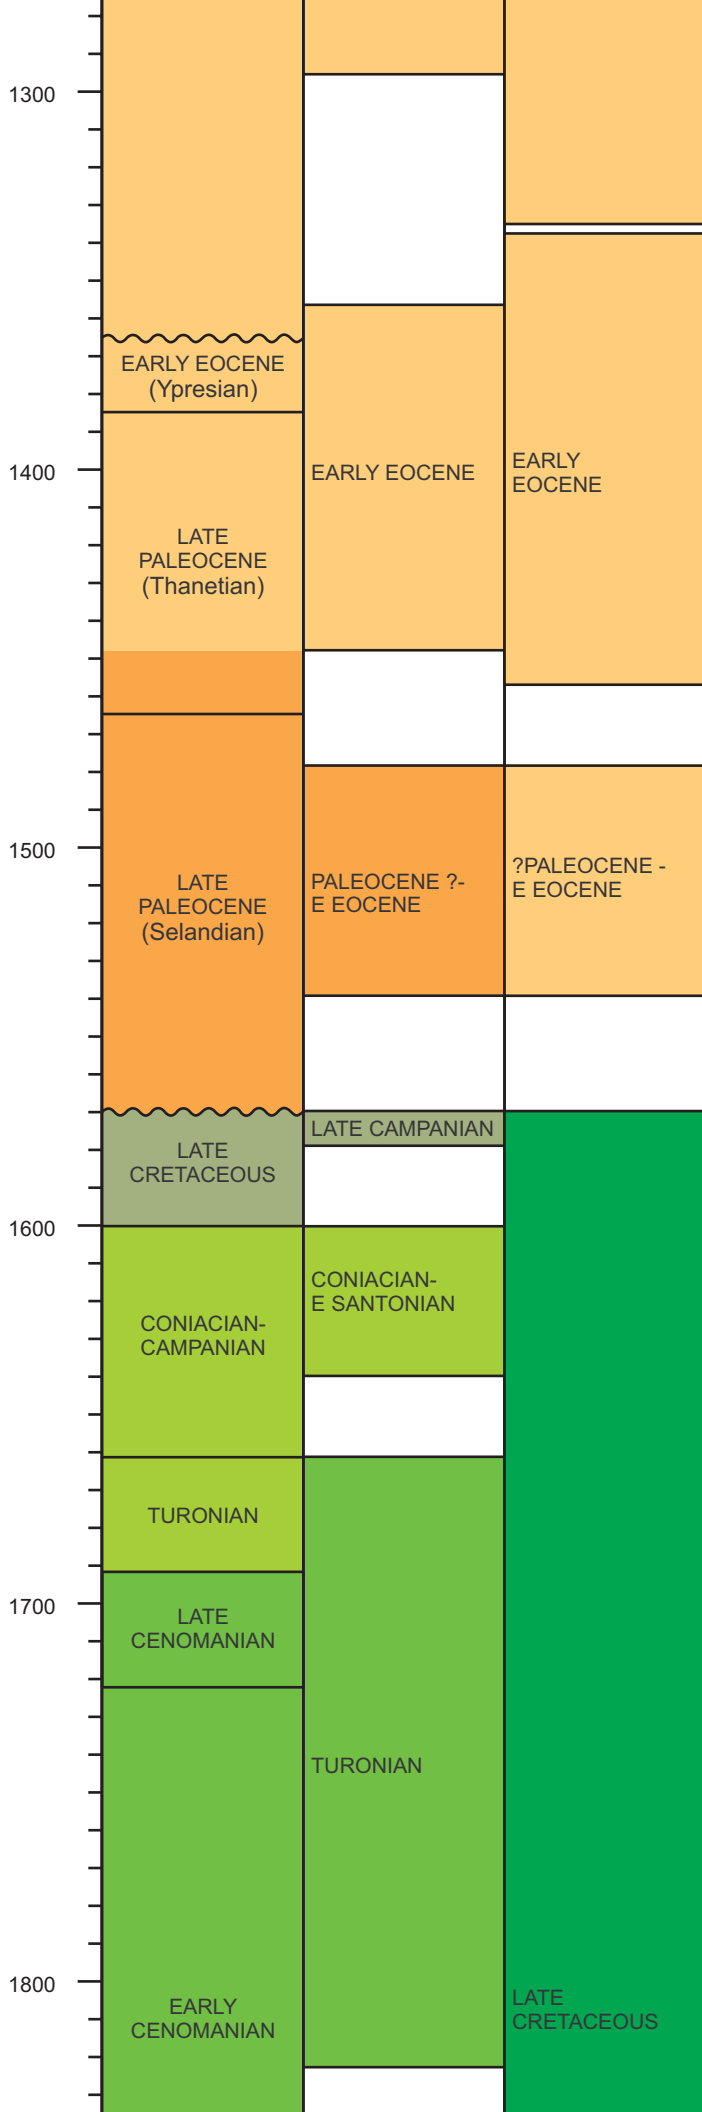 1300
EARLY EOCENE
(Ypresian)
1400
EARLY EOCENE
EARLY
EOCENE
LATE
PALEOCENE
(Thanetian)
1500
LATE
PALEOCENE
(Selandian)
PALEOCENE ?-
E EOCENE
?PALEOCENE -
E EOCENE
LATE CAMPANIAN
LATE
CRETACEOUS
1600
CONIACIAN-
E SANTONIAN
CONIACIAN-
CAMPANIAN
TURONIAN
1700
LATE
CENOMANIAN
TURONIAN
1800
EARLY
CENOMANIAN
LATE
CRETACEOUS